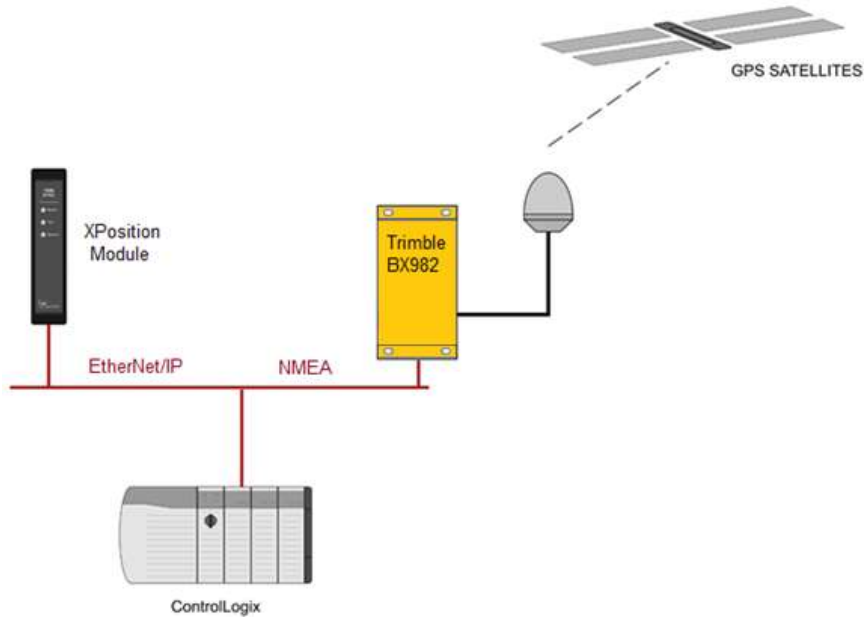 GPS SATELLITES
XPosition
Module
Trimble
BX982
EtherNet/IP
NMEA
ControlLogix